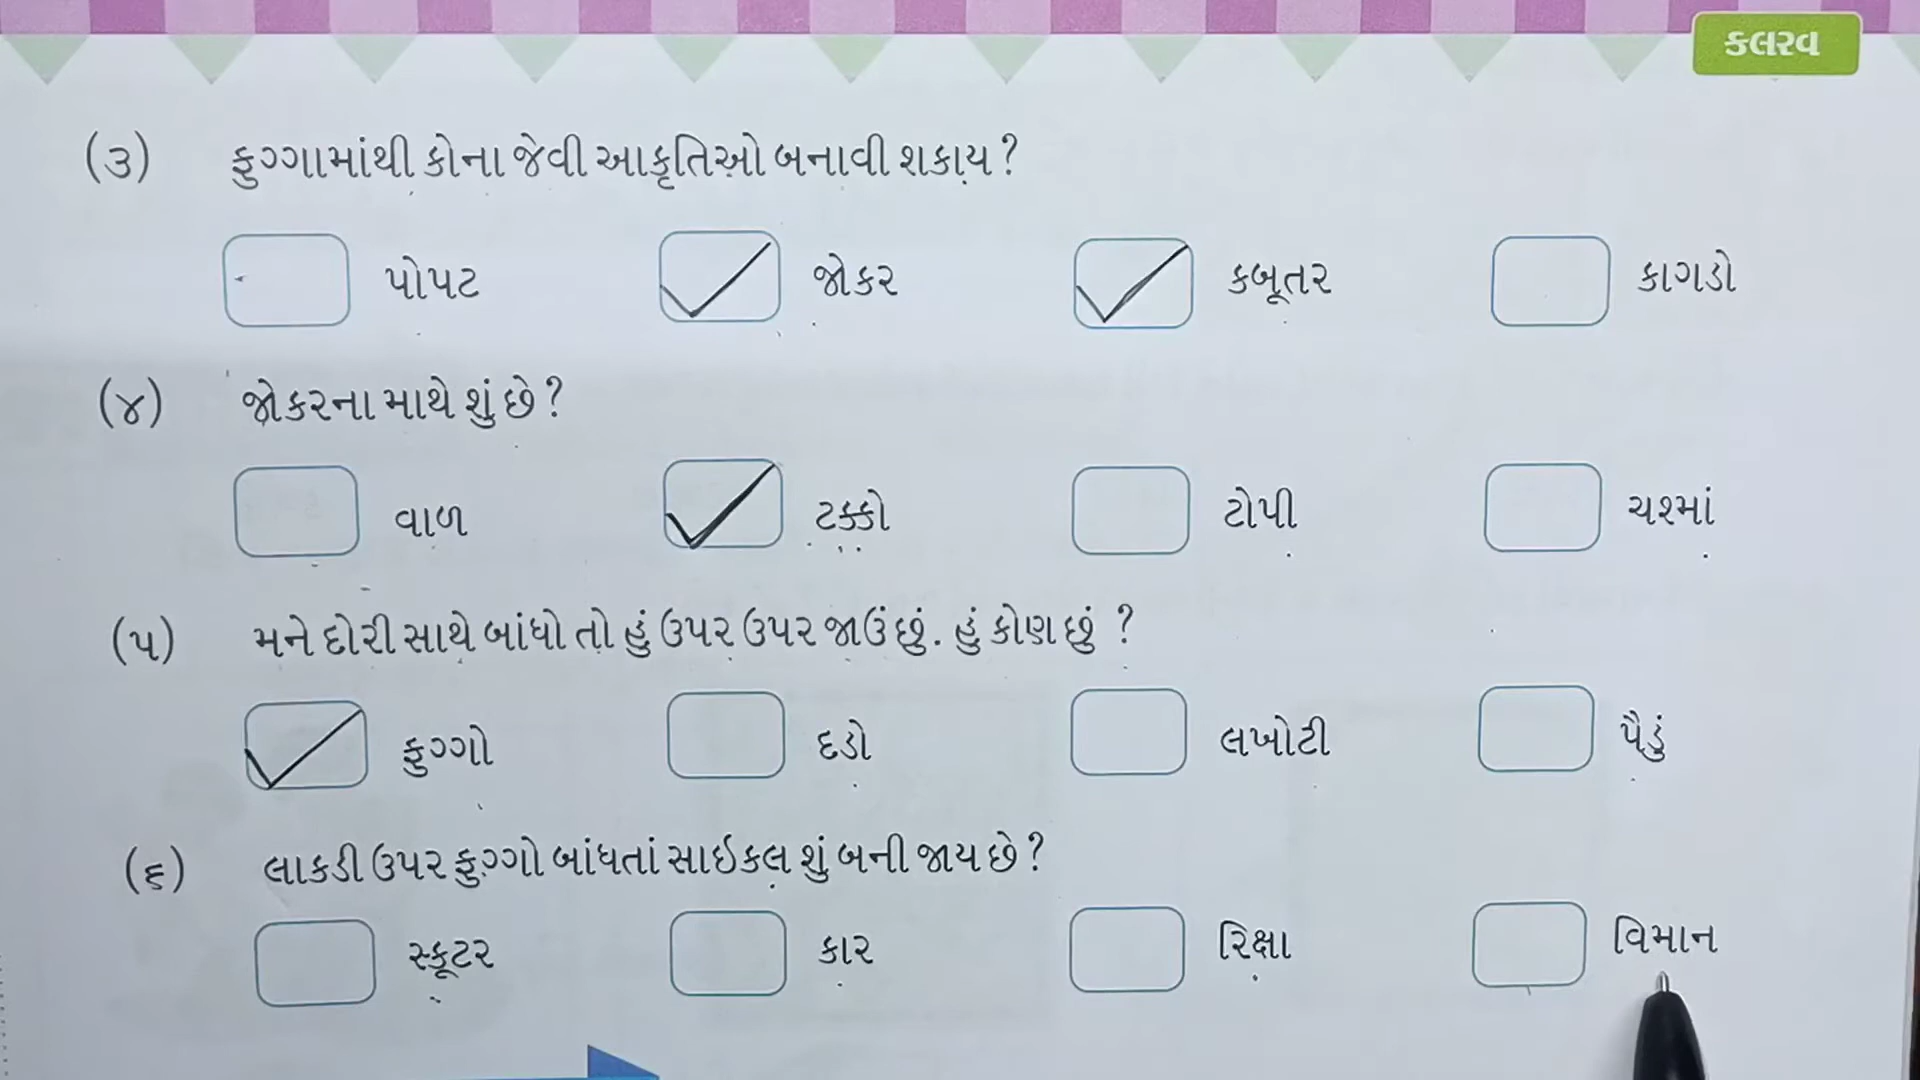 કલરવ
(૩) ફુગ્ગામાંથી કોના જેવી આકૃતિઓ બનાવી શકાય ?
પોપટ જોકર કબૂતર કાગડો
(૪) જોકરના માથે શું છે ?
વાળ ટક્કો ટોપી ચશ્માં
(૫) મને દોરી સાથે બાંધો તો હું ઉપર ઉપર જાઉં છું. હું કોણ છું ?
ફુગ્ગો દડો લખોટી પૈડું
(૬) લાકડી ઉપર ફુગ્ગો બાંધતાં સાઇકલ શું બની જાય છે ?
સ્કૂટર કાર રિક્ષા વિમાન